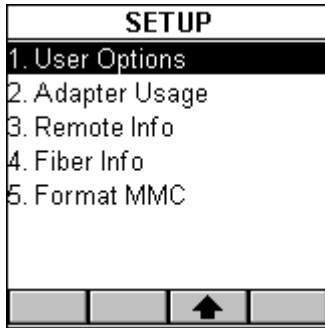 SETUP
1. User Options
2. Adapter Usage
3. Remote Info
4. Fiber Info
5. Format MMC